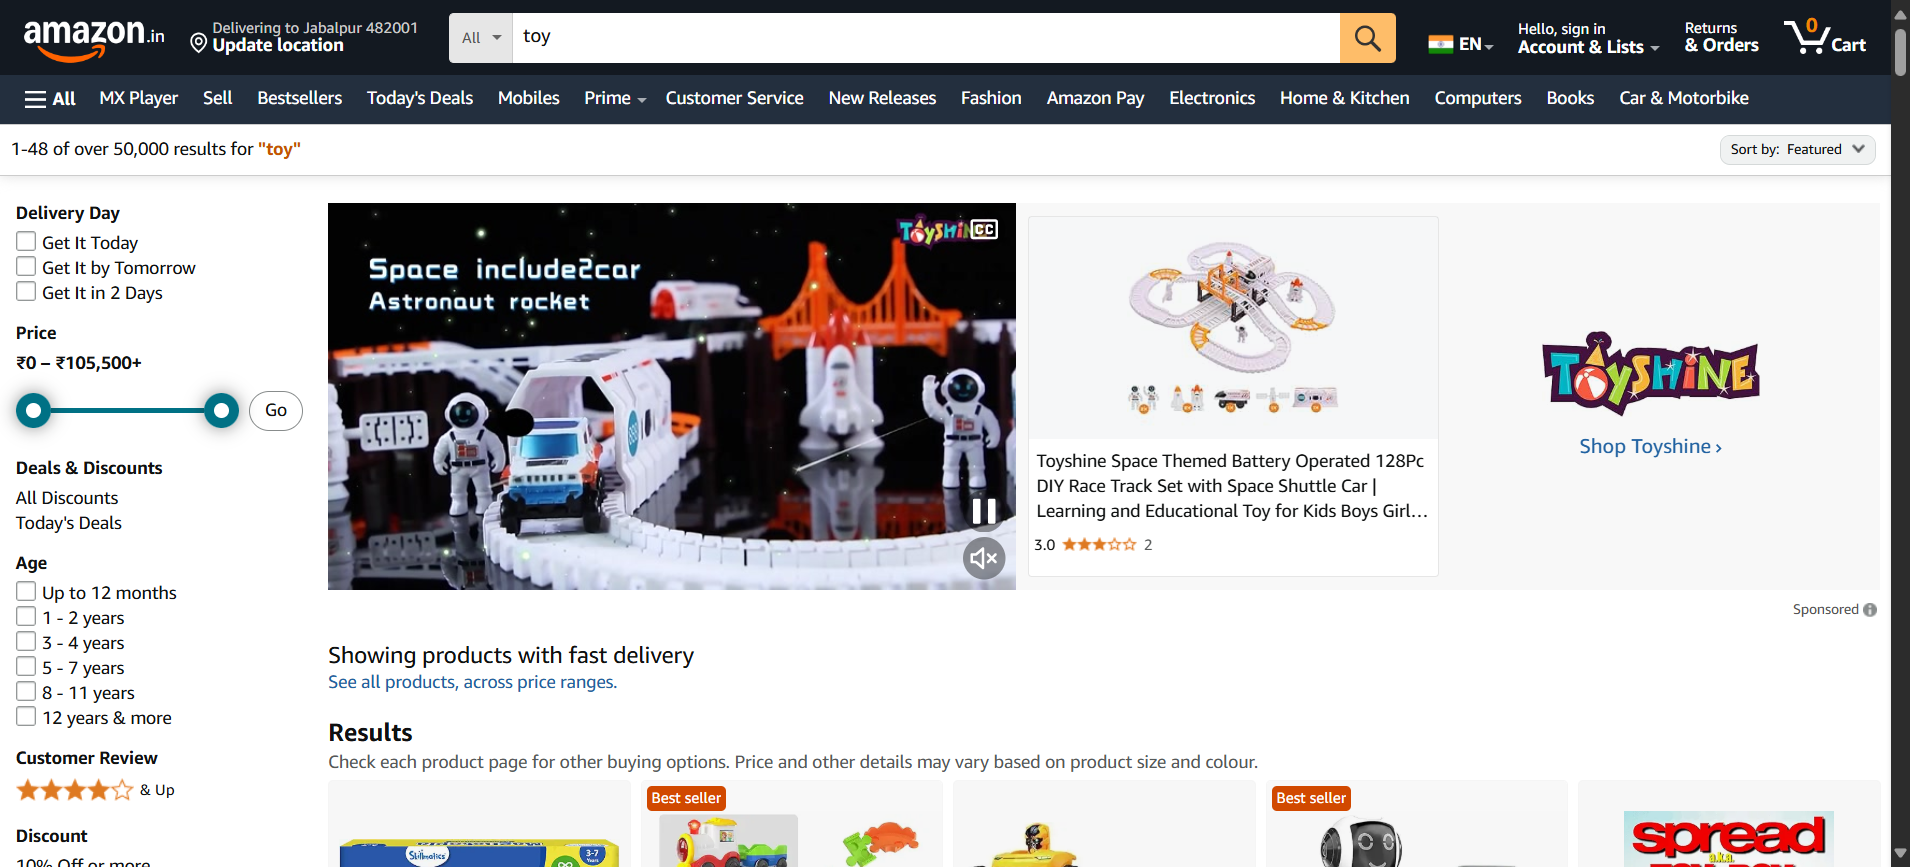 amazon.in
Delivering to Jabalpur 482001
Update location
All
toy
EN
Hello, sign in
Account & Lists
Returns
& Orders
0
Cart
All
MX Player
Sell
Bestsellers
Today's Deals
Mobiles
Prime
Customer Service
New Releases
Fashion
Amazon Pay
Electronics
Home & Kitchen
Computers
Books
Car & Motorbike
1-48 of over 50,000 results for "toy"
Sort by: Featured
Delivery Day
Get It Today
Get It by Tomorrow
Get It in 2 Days
Price
₹0 – ₹105,500+
Go
Deals & Discounts
All Discounts
Today's Deals
Age
Up to 12 months
1 - 2 years
3 - 4 years
5 - 7 years
8 - 11 years
12 years & more
Customer Review
& Up
Discount
10% Off or more
CC
Space include2car
Astronaut rocket
Toyshine Space Themed Battery Operated 128Pc
DIY Race Track Set with Space Shuttle Car |
Learning and Educational Toy for Kids Boys Girl…
3.0
2
TOYSHINE
Shop Toyshine ›
Sponsored
Showing products with fast delivery
See all products, across price ranges.
Results
Check each product page for other buying options. Price and other details may vary based on product size and colour.
Skillmatics
3-7
Years
Best seller
Best seller
spread
a.k.a.